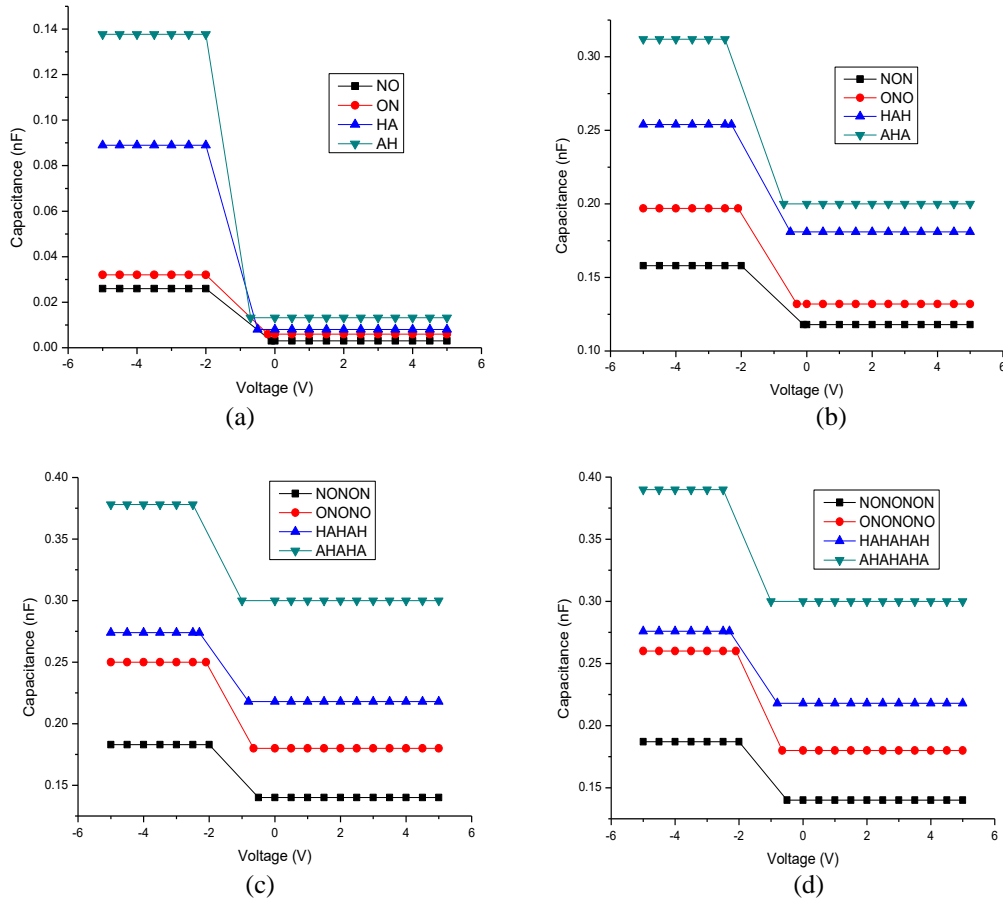 0.14
0.12
0.10
0.08
0.06
0.04
0.02
0.00
Capacitance (nF)
-6
-4
-2
0
2
4
6
Voltage (V)
NO
ON
HA
AH
(a)
0.30
0.25
0.20
0.15
0.10
Capacitance (nF)
-6
-4
-2
0
2
4
6
Voltage (V)
NON
ONO
HAH
AHA
(b)
0.40
0.35
0.30
0.25
0.20
0.15
Capacitance (nF)
-6
-4
-2
0
2
4
6
Voltage (V)
NONON
ONONO
HAHAH
AHAHA
(c)
0.40
0.35
0.30
0.25
0.20
0.15
Capacitance (nF)
-6
-4
-2
0
2
4
6
Voltage (V)
NONONON
ONONONO
HAHAHAH
AHAHAHA
(d)